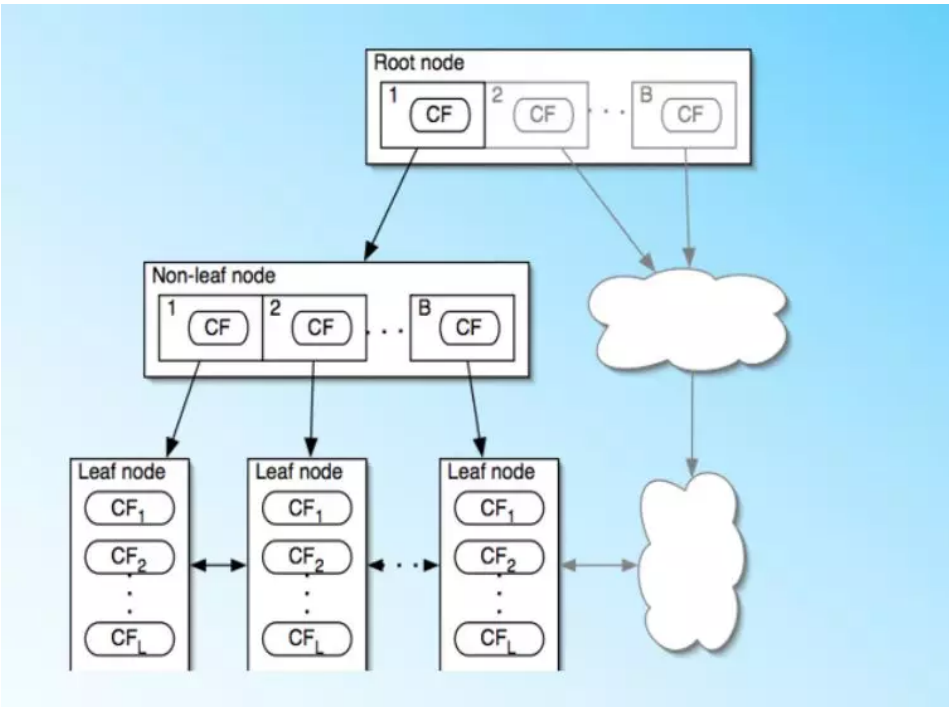 Root node
1 CF 2 CF . . . B CF
Non-leaf node
1 CF 2 CF . . . B CF
Leaf node Leaf node Leaf node
CF1 CF1 CF1
CF2 CF2 CF2
CFL CFL CFL